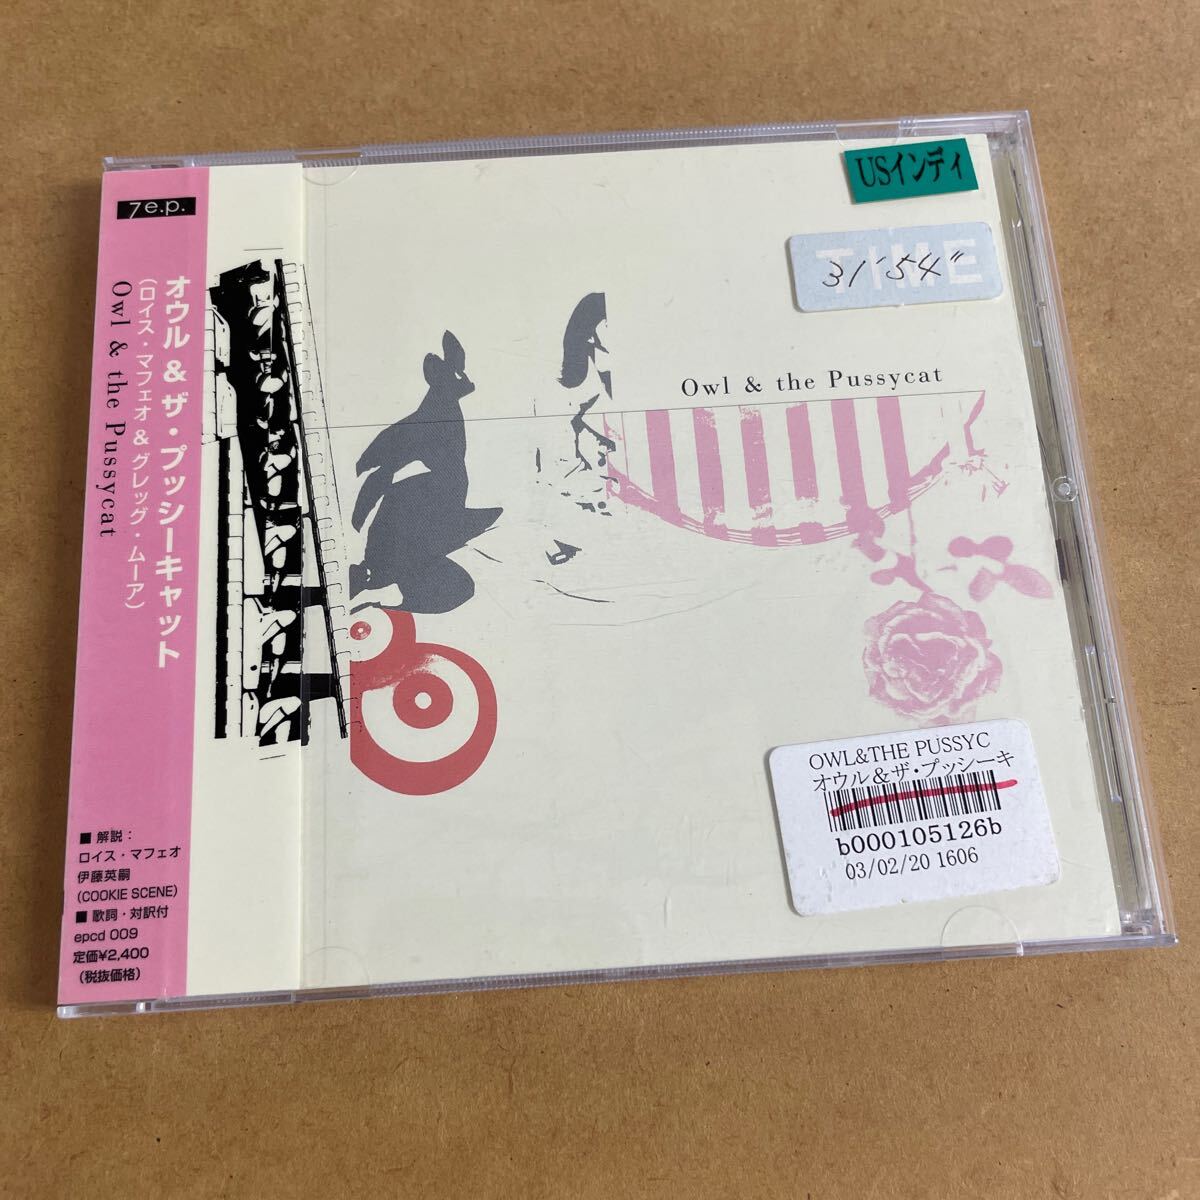 7 e.p.
オウル & ザ・プッシーキャット
(ロイス・マフェオ & グレッグ・ムーア)
Owl & the Pussycat
■ 解説：
ロイス・マフェオ
伊藤英嗣
(COOKIE SCENE)
■ 歌詞・対訳付
epcd 009
定価¥2,400
(税抜価格)
USインディ
TIME
31'54"
Owl & the Pussycat
OWL&THE PUSSYC
オウル&ザ・プッシーキ
b000105126b
03/02/20 1606